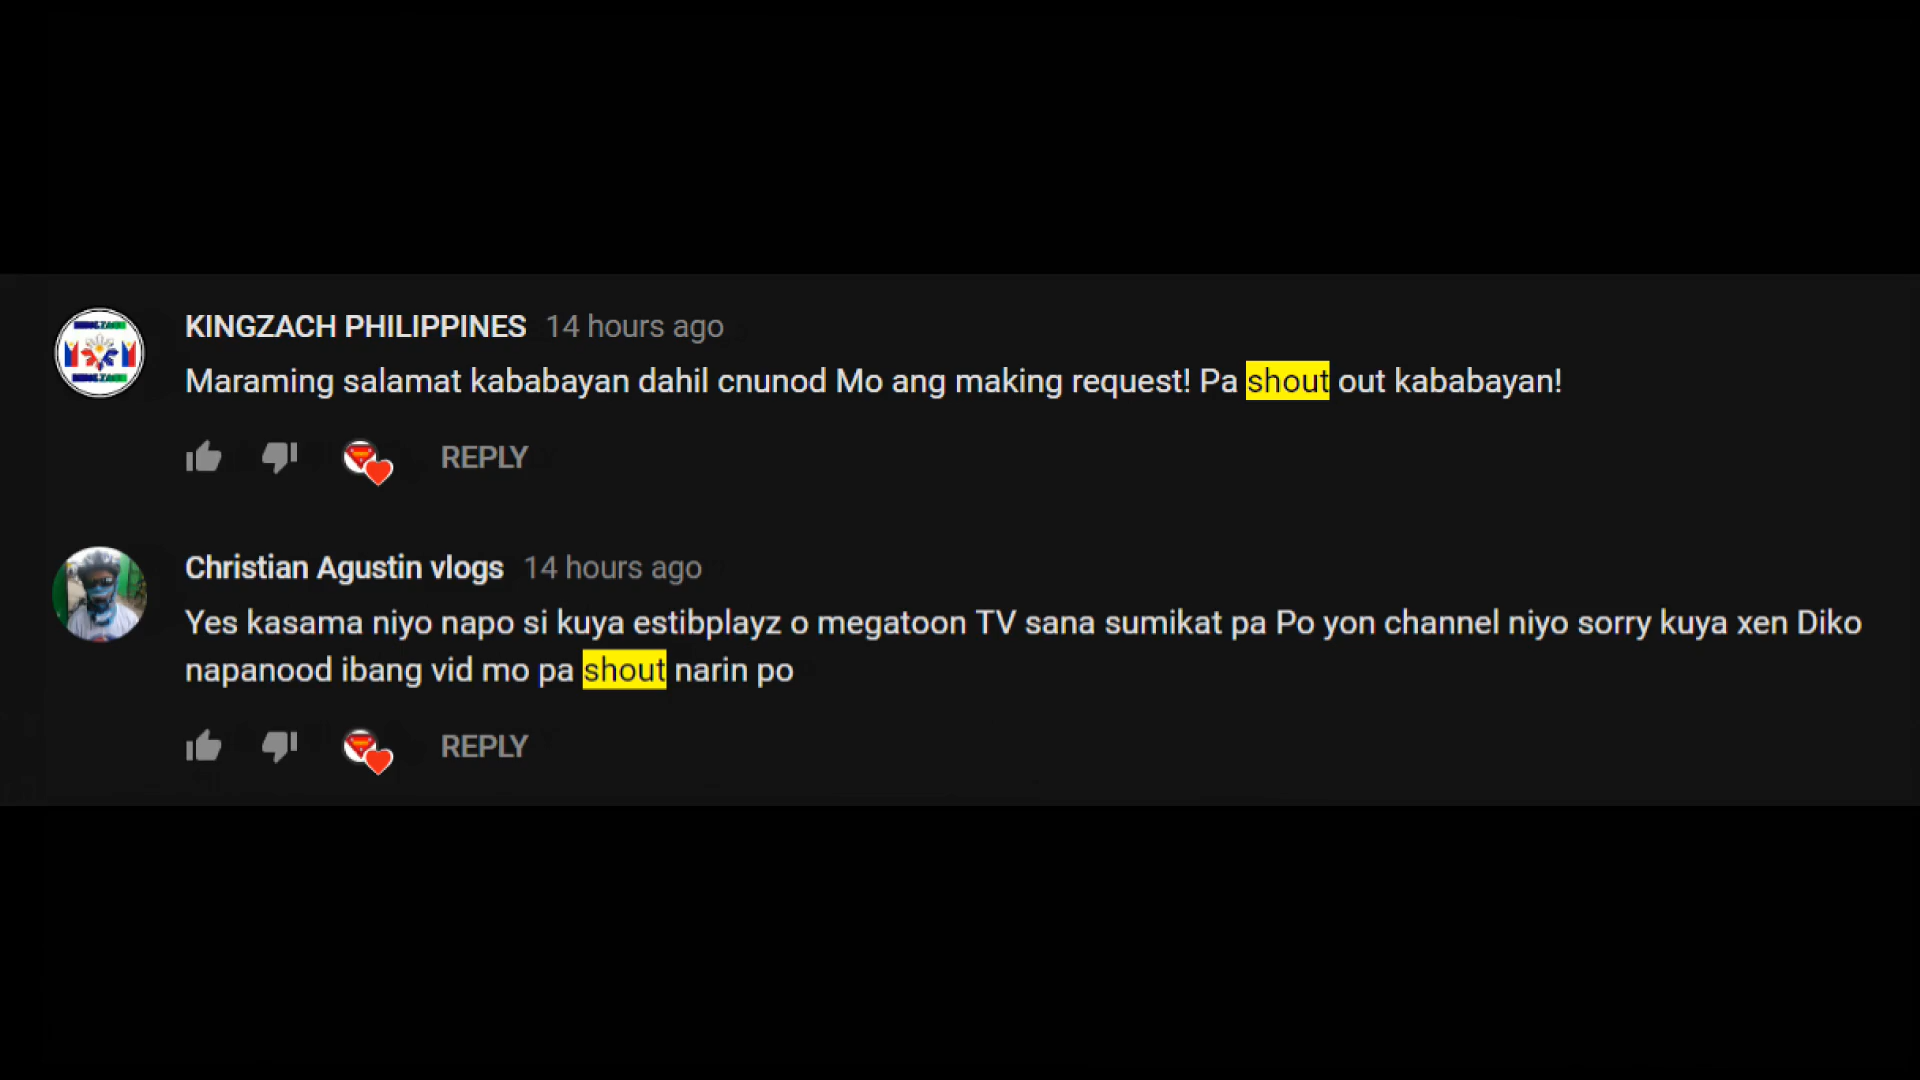 KINGZACH PHILIPPINES 14 hours ago
Maraming salamat kababayan dahil cnunod Mo ang making request! Pa shout out kababayan!
REPLY
Christian Agustin vlogs 14 hours ago
Yes kasama niyo napo si kuya estibplayz o megatoon TV sana sumikat pa Po yon channel niyo sorry kuya xen Diko
napanood ibang vid mo pa shout narin po
REPLY